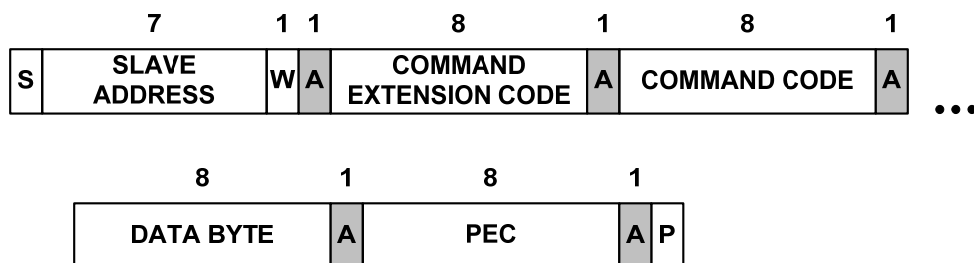 7 1 1 8 1 8 1
S SLAVE ADDRESS W A COMMAND EXTENSION CODE A COMMAND CODE A ...
8 1 8 1
DATA BYTE A PEC A P